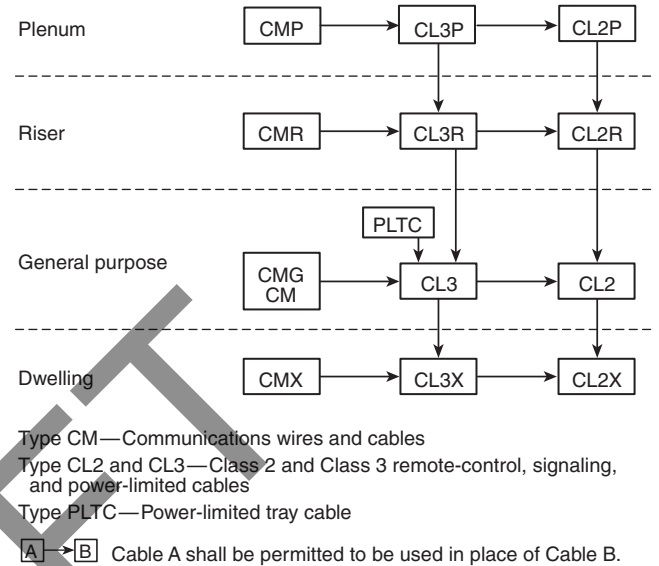 Plenum CMP CL3P CL2P
Riser CMR CL3R CL2R
PLTC
General purpose CMG CM CL3 CL2
Dwelling CMX CL3X CL2X
Type CM—Communications wires and cables
Type CL2 and CL3—Class 2 and Class 3 remote-control, signaling,
and power-limited cables
Type PLTC—Power-limited tray cable
A B Cable A shall be permitted to be used in place of Cable B.